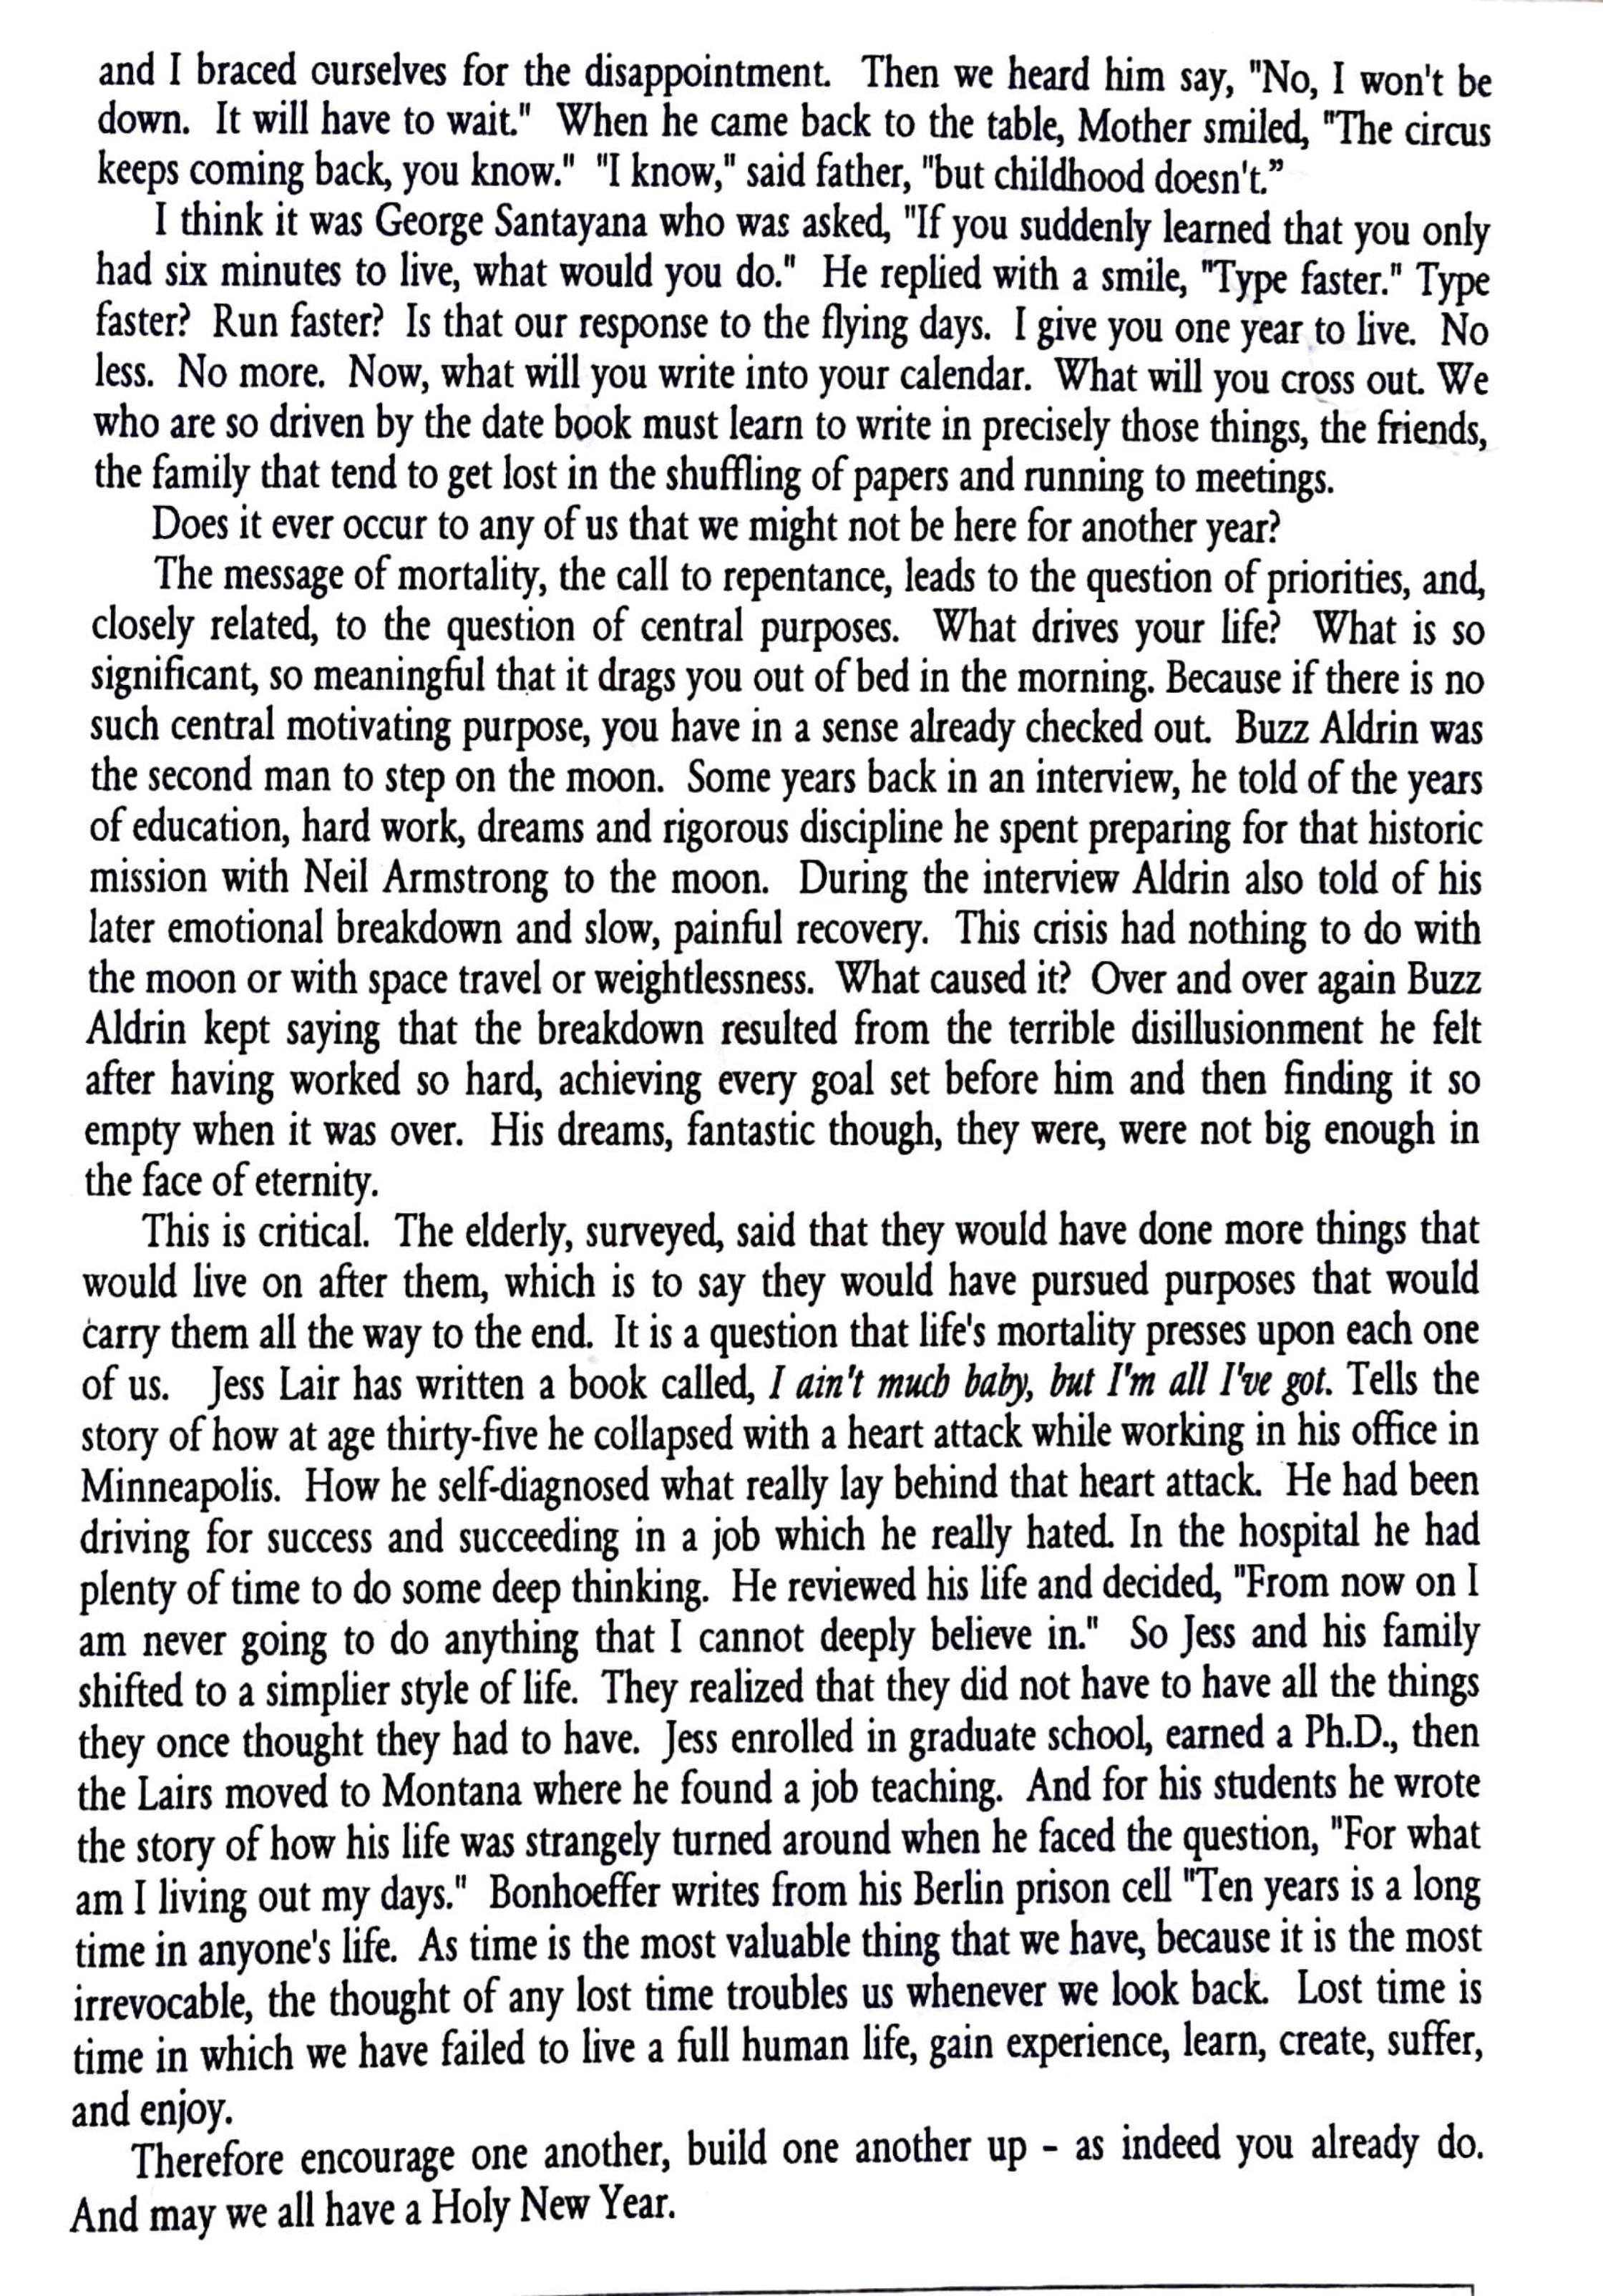 and I braced ourselves for the disappointment. Then we heard him say, "No, I won't be
down. It will have to wait." When he came back to the table, Mother smiled, "The circus
keeps coming back, you know." "I know," said father, "but childhood doesn't.”
I think it was George Santayana who was asked, "If you suddenly learned that you only
had six minutes to live, what would you do." He replied with a smile, "Type faster." Type
faster? Run faster? Is that our response to the flying days. I give you one year to live. No
less. No more. Now, what will you write into your calendar. What will you cross out. We
who are so driven by the date book must learn to write in precisely those things, the friends,
the family that tend to get lost in the shuffling of papers and running to meetings.
Does it ever occur to any of us that we might not be here for another year?
The message of mortality, the call to repentance, leads to the question of priorities, and,
closely related, to the question of central purposes. What drives your life? What is so
significant, so meaningful that it drags you out of bed in the morning. Because if there is no
such central motivating purpose, you have in a sense already checked out. Buzz Aldrin was
the second man to step on the moon. Some years back in an interview, he told of the years
of education, hard work, dreams and rigorous discipline he spent preparing for that historic
mission with Neil Armstrong to the moon. During the interview Aldrin also told of his
later emotional breakdown and slow, painful recovery. This crisis had nothing to do with
the moon or with space travel or weightlessness. What caused it? Over and over again Buzz
Aldrin kept saying that the breakdown resulted from the terrible disillusionment he felt
after having worked so hard, achieving every goal set before him and then finding it so
empty when it was over. His dreams, fantastic though, they were, were not big enough in
the face of eternity.
This is critical. The elderly, surveyed, said that they would have done more things that
would live on after them, which is to say they would have pursued purposes that would
carry them all the way to the end. It is a question that life's mortality presses upon each one
of us. Jess Lair has written a book called, I ain't much baby, but I'm all I've got. Tells the
story of how at age thirty-five he collapsed with a heart attack while working in his office in
Minneapolis. How he self-diagnosed what really lay behind that heart attack. He had been
driving for success and succeeding in a job which he really hated. In the hospital he had
plenty of time to do some deep thinking. He reviewed his life and decided, "From now on I
am never going to do anything that I cannot deeply believe in." So Jess and his family
shifted to a simplier style of life. They realized that they did not have to have all the things
they once thought they had to have. Jess enrolled in graduate school, earned a Ph.D., then
the Lairs moved to Montana where he found a job teaching. And for his students he wrote
the story of how his life was strangely turned around when he faced the question, "For what
am I living out my days." Bonhoeffer writes from his Berlin prison cell "Ten years is a long
time in anyone's life. As time is the most valuable thing that we have, because it is the most
irrevocable, the thought of any lost time troubles us whenever we look back. Lost time is
time in which we have failed to live a full human life, gain experience, learn, create, suffer,
and enjoy.
Therefore encourage one another, build one another up - as indeed you already do.
And may we all have a Holy New Year.